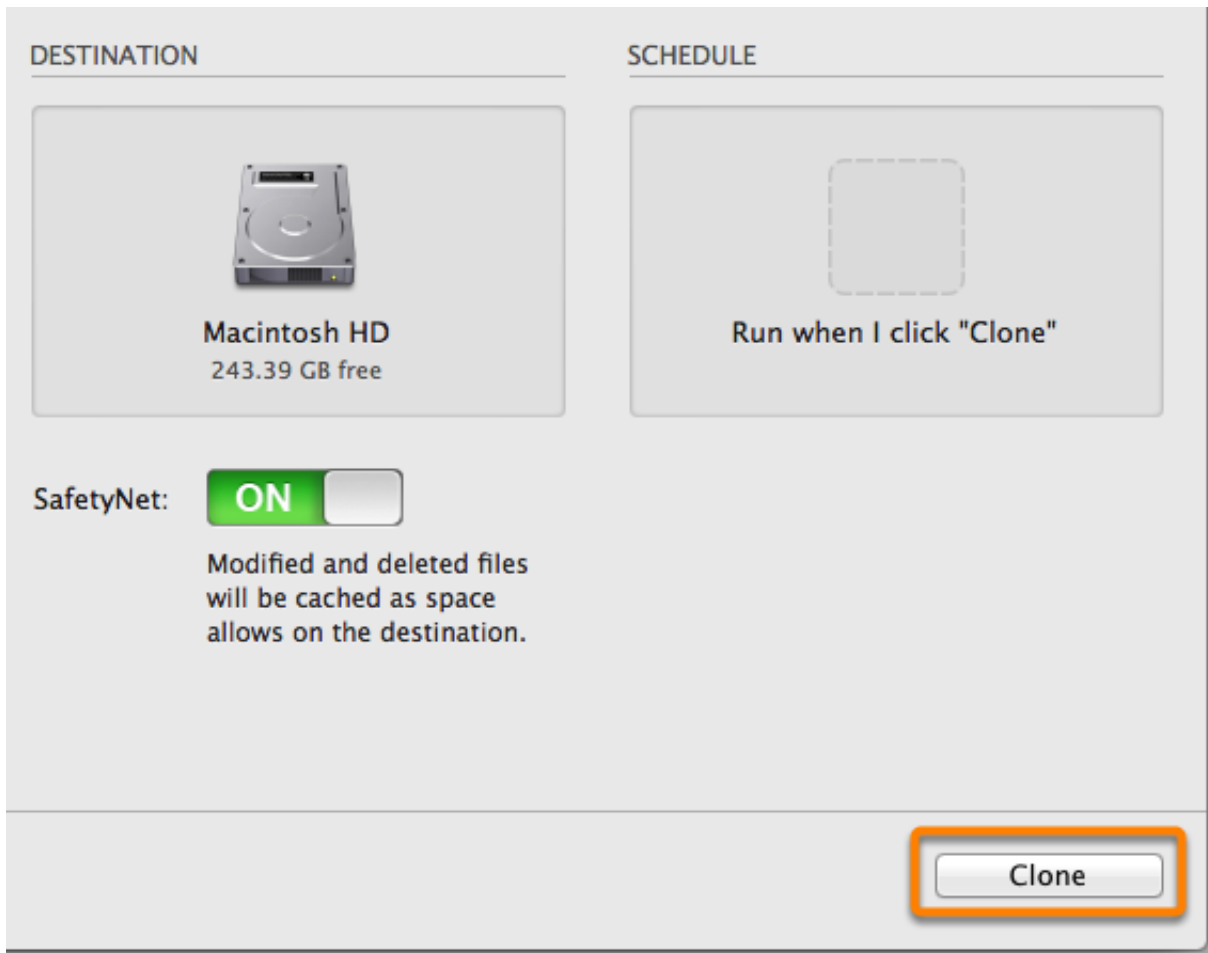 DESTINATION
Macintosh HD
243.39 GB free
SafetyNet:
ON
Modified and deleted files
will be cached as space
allows on the destination.
SCHEDULE
Run when I click "Clone"
Clone